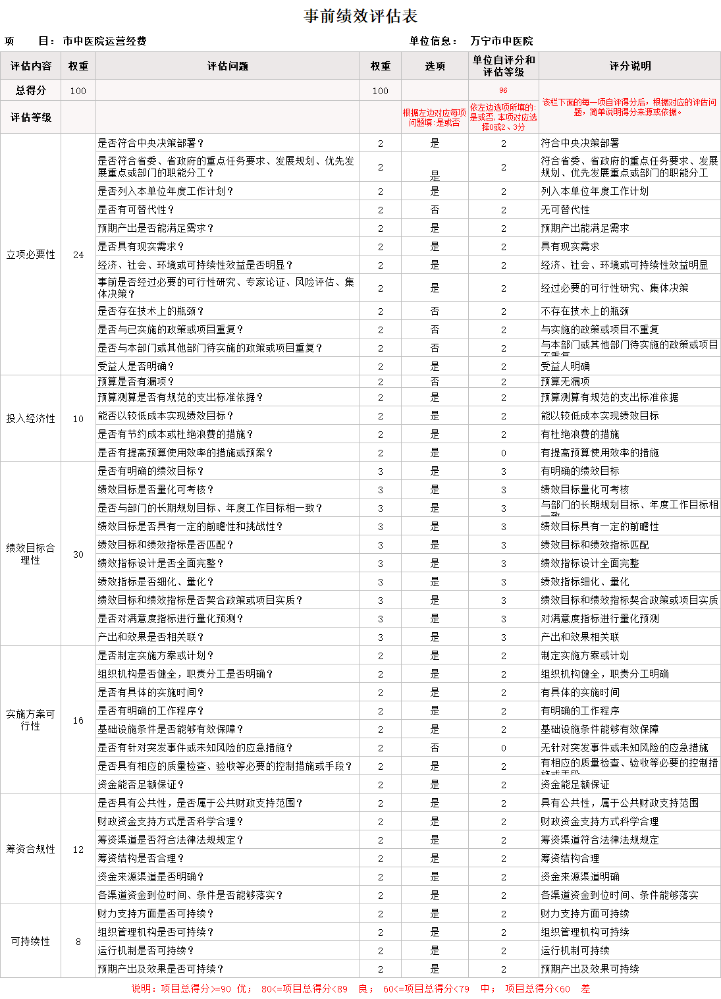 事前绩效评估表
项 目： 市中医院运营经费 单位信息： 万宁市中医院
评估内容 权重 评估问题 权重 选项 单位自评分和评估等级 评分说明
总得分 100 100 96 该栏下面的每一项自评得分后，根据对应的评估问题，简单说明得分来源或依据。
评估等级 根据左边对应每项问题填:是或否 依左边选项所填的:是或否,本项对应选择0或2、3分
立项必要性 24
是否符合中央决策部署？ 2 是 2 符合中央决策部署
是否符合省委、省政府的重点任务要求、发展规划、优先发展重点或部门的职能分工？ 2 是 2 符合省委、省政府的重点任务要求、发展规划、优先发展重点或部门的职能分工
是否列入本单位年度工作计划？ 2 是 2 列入本单位年度工作计划
是否有可替代性？ 2 否 2 无可替代性
预期产出是否能满足需求？ 2 是 2 预期产出能满足需求
是否具有现实需求？ 2 是 2 具有现实需求
经济、社会、环境或可持续性效益是否明显？ 2 是 2 经济、社会、环境或可持续性效益明显
事前是否经过必要的可行性研究、专家论证、风险评估、集体决策？ 2 是 2 经过必要的可行性研究、集体决策
是否存在技术上的瓶颈？ 2 否 2 不存在技术上的瓶颈
是否与已实施的政策或项目重复？ 2 否 2 与实施的政策或项目不重复
是否与本部门或其他部门待实施的政策或项目重复？ 2 否 2 与本部门或其他部门待实施的政策或项目不重复
受益人是否明确？ 2 是 2 受益人明确
投入经济性 10
预算是否有漏项？ 2 否 2 预算无漏项
预算测算是否有规范的支出标准依据？ 2 是 2 预算测算有规范的支出标准依据
能否以较低成本实现绩效目标？ 2 是 2 能以较低成本实现绩效目标
是否有节约成本或杜绝浪费的措施？ 2 是 2 有杜绝浪费的措施
是否有提高预算使用效率的措施或预案？ 2 是 0 有提高预算使用效率的措施
绩效目标合理性 30
是否有明确的绩效目标？ 3 是 3 有明确的绩效目标
绩效目标是否量化可考核？ 3 是 3 绩效目标量化可考核
是否与部门的长期规划目标、年度工作目标相一致？ 3 是 3 与部门的长期规划目标、年度工作目标相一致
绩效目标是否具有一定的前瞻性和挑战性？ 3 是 3 绩效目标具有一定的前瞻性
绩效目标和绩效指标是否匹配？ 3 是 3 绩效目标和绩效指标匹配
绩效指标设计是否全面完整？ 3 是 3 绩效指标设计全面完整
绩效指标是否细化、量化？ 3 是 3 绩效指标细化、量化
绩效目标和绩效指标是否契合政策或项目实质？ 3 是 3 绩效目标和绩效指标契合政策或项目实质
是否对满意度指标进行量化预测？ 3 是 3 对满意度指标进行量化预测
产出和效果是否相关联？ 3 是 3 产出和效果相关联
实施方案可行性 16
是否制定实施方案或计划？ 2 是 2 制定实施方案或计划
组织机构是否健全，职责分工是否明确？ 2 是 2 组织机构健全，职责分工明确
是否有具体的实施时间？ 2 是 2 有具体的实施时间
是否有明确的工作程序？ 2 是 2 有明确的工作程序
基础设施条件是否能够有效保障？ 2 是 2 基础设施条件能够有效保障
是否有针对突发事件或未知风险的应急措施？ 2 否 0 无针对突发事件或未知风险的应急措施
是否具有相应的质量检查、验收等必要的控制措施或手段？ 2 是 2 有相应的质量检查、验收等必要的控制措施或手段
资金能否足额保证？ 2 是 2 资金能足额保证
筹资合规性 12
是否具有公共性，是否属于公共财政支持范围？ 2 是 2 具有公共性，属于公共财政支持范围
财政资金支持方式是否科学合理？ 2 是 2 财政资金支持方式科学合理
筹资渠道是否符合法律法规规定？ 2 是 2 筹资渠道符合法律法规规定
筹资结构是否合理？ 2 是 2 筹资结构合理
资金来源渠道是否明确？ 2 是 2 资金来源渠道明确
各渠道资金到位时间、条件是否能够落实？ 2 是 2 各渠道资金到位时间、条件能够落实
可持续性 8
财力支持方面是否可持续？ 2 是 2 财力支持方面可持续
组织管理机构是否可持续？ 2 是 2 组织管理机构可持续
运行机制是否可持续？ 2 是 2 运行机制可持续
预期产出及效果是否可持续？ 2 是 2 预期产出及效果可持续
说明：项目总得分>=90 优； 80<=项目总得分<89 良； 60<=项目总得分<79 中； 项目总得分<60 差